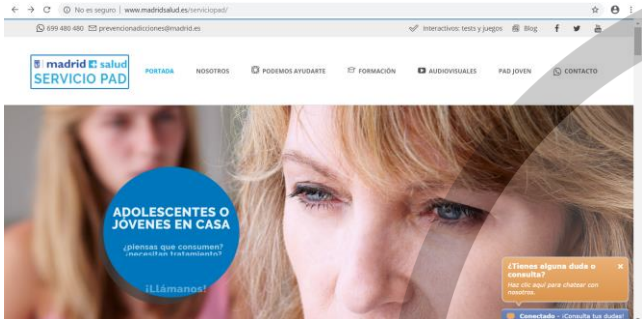 No es seguro | www.madridsalud.es/serviciopad/
699 480 480 prevencionadicciones@madrid.es
Interactivos: tests y juegos Blog
madrid salud
SERVICIO PAD
PORTADA NOSOTROS PODEMOS AYUDARTE FORMACIÓN AUDIOVISUALES PAD JOVEN CONTACTO
ADOLESCENTES O
JÓVENES EN CASA
¿piensas que consumen?
¿necesitan tratamiento?
¡Llámanos!
¿Tienes alguna duda o
consulta?
Haz clic aquí para chatear con
nosotros.
Conectado - ¡Consulta tus dudas!